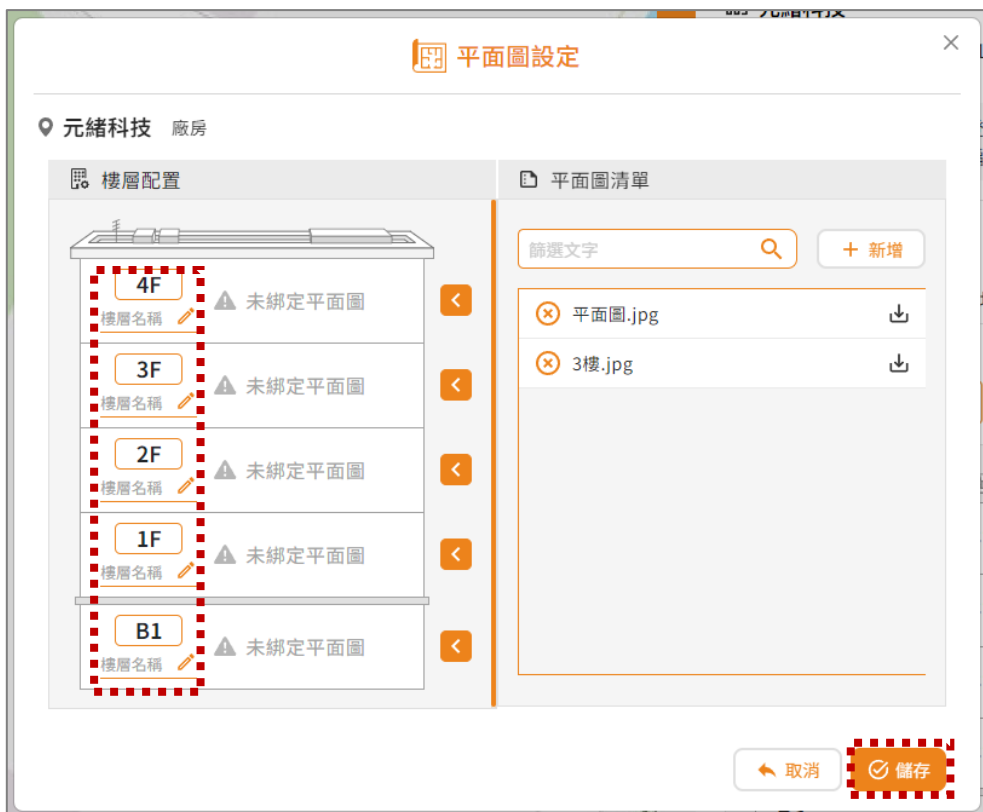 平面圖設定
元緒科技 廠房
樓層配置
平面圖清單
篩選文字
+ 新增
4F
樓層名稱
未綁定平面圖
平面圖.jpg
3樓.jpg
3F
樓層名稱
未綁定平面圖
2F
樓層名稱
未綁定平面圖
1F
樓層名稱
未綁定平面圖
B1
樓層名稱
未綁定平面圖
取消
儲存